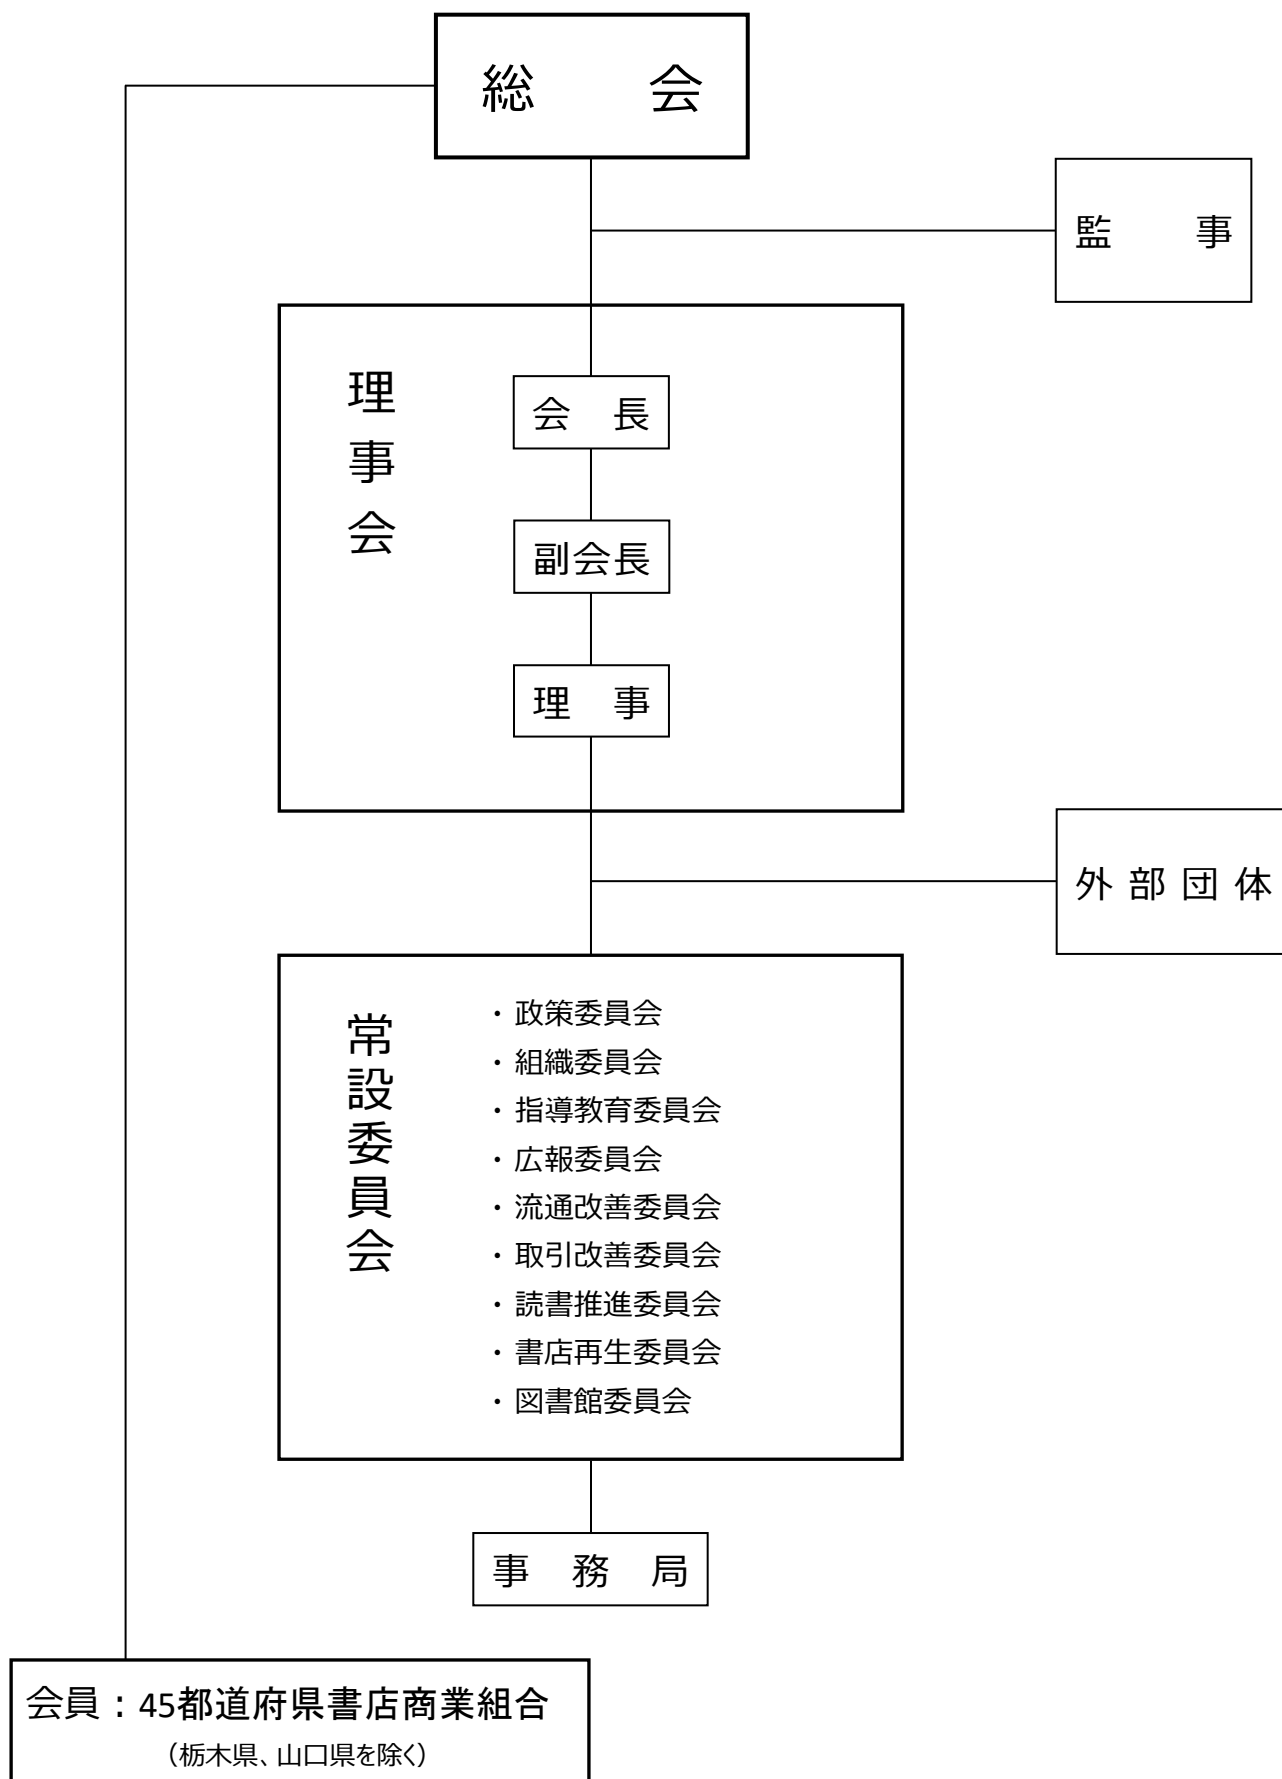 総　会
監　事
理事会
会　長
副会長
理　事
外部団体
常設委員会
・政策委員会
・組織委員会
・指導教育委員会
・広報委員会
・流通改善委員会
・取引改善委員会
・読書推進委員会
・書店再生委員会
・図書館委員会
事　務　局
会員：45都道府県書店商業組合
（栃木県、山口県を除く）